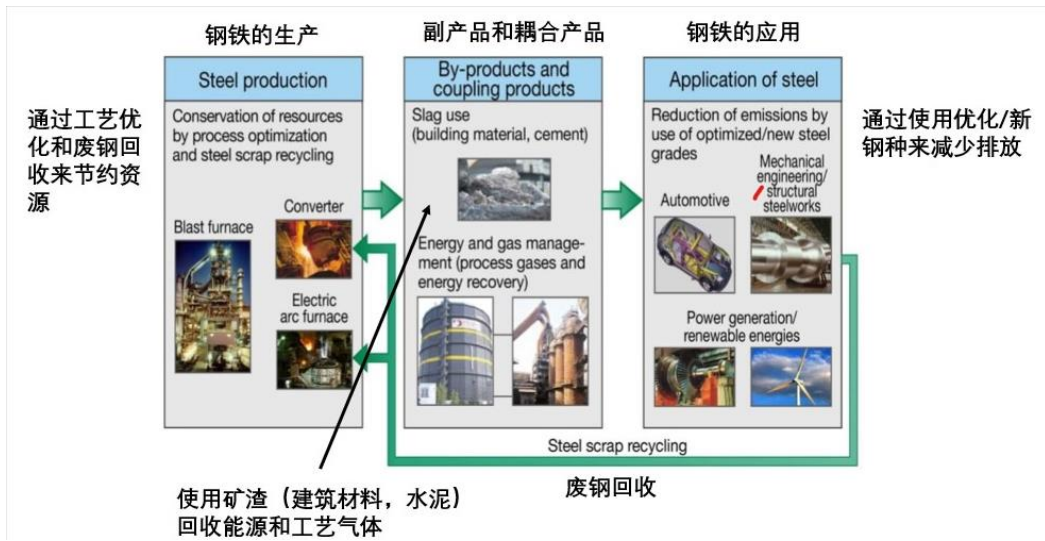 钢铁的生产
副产品和耦合产品
钢铁的应用
通过工艺优
化和废钢回
收来节约资
源
Steel production
Conservation of resources
by process optimization
and steel scrap recycling
Blast furnace
Converter
Electric
arc furnace
By-products and
coupling products
Slag use
(building material, cement)
Energy and gas manage-
ment (process gases and
energy recovery)
Application of steel
Reduction of emissions by
use of optimized/new steel
grades
Automotive
Mechanical
engineering/
structural
steelworks
Power generation/
renewable energies
通过使用优化/新
钢种来减少排放
Steel scrap recycling
废钢回收
使用矿渣（建筑材料，水泥）
回收能源和工艺气体